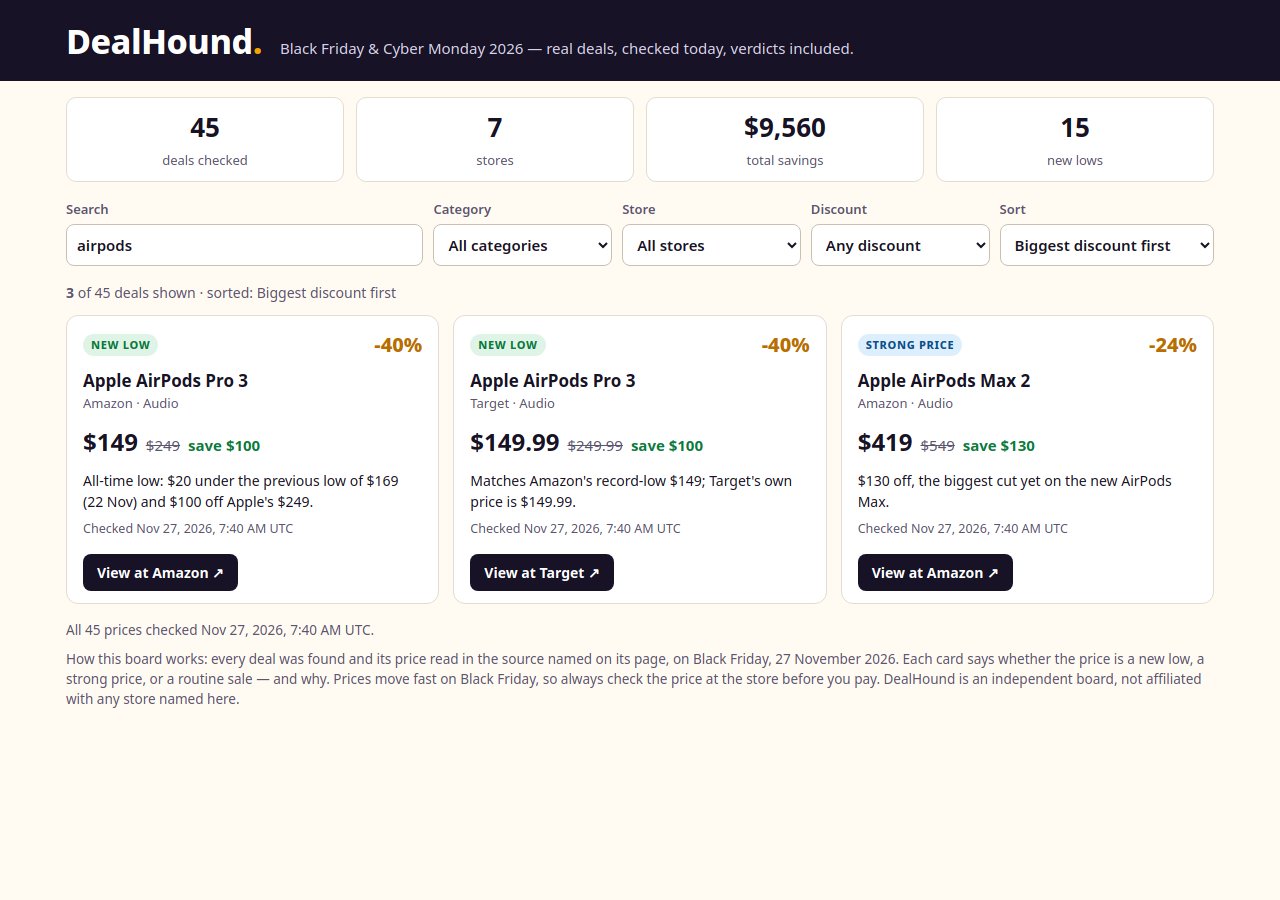 DealHound.
Black Friday & Cyber Monday 2026 — real deals, checked today, verdicts included.
45
deals checked
7
stores
$9,560
total savings
15
new lows
Search
airpods
Category
All categories
Store
All stores
Discount
Any discount
Sort
Biggest discount first
3 of 45 deals shown · sorted: Biggest discount first
NEW LOW
-40%
Apple AirPods Pro 3
Amazon · Audio
$149 $249 save $100
All-time low: $20 under the previous low of $169
(22 Nov) and $100 off Apple's $249.
Checked Nov 27, 2026, 7:40 AM UTC
View at Amazon ↗
NEW LOW
-40%
Apple AirPods Pro 3
Target · Audio
$149.99 $249.99 save $100
Matches Amazon's record-low $149; Target's own
price is $149.99.
Checked Nov 27, 2026, 7:40 AM UTC
View at Target ↗
STRONG PRICE
-24%
Apple AirPods Max 2
Amazon · Audio
$419 $549 save $130
$130 off, the biggest cut yet on the new AirPods
Max.
Checked Nov 27, 2026, 7:40 AM UTC
View at Amazon ↗
All 45 prices checked Nov 27, 2026, 7:40 AM UTC.
How this board works: every deal was found and its price read in the source named on its page, on Black Friday, 27 November 2026. Each card says whether the price is a new low, a
strong price, or a routine sale — and why. Prices move fast on Black Friday, so always check the price at the store before you pay. DealHound is an independent board, not affiliated
with any store named here.